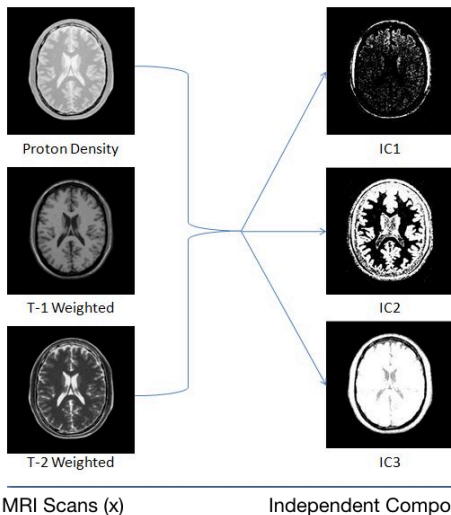 Proton Density
IC1
T-1 Weighted
IC2
T-2 Weighted
IC3
MRI Scans (x)
Independent Compo